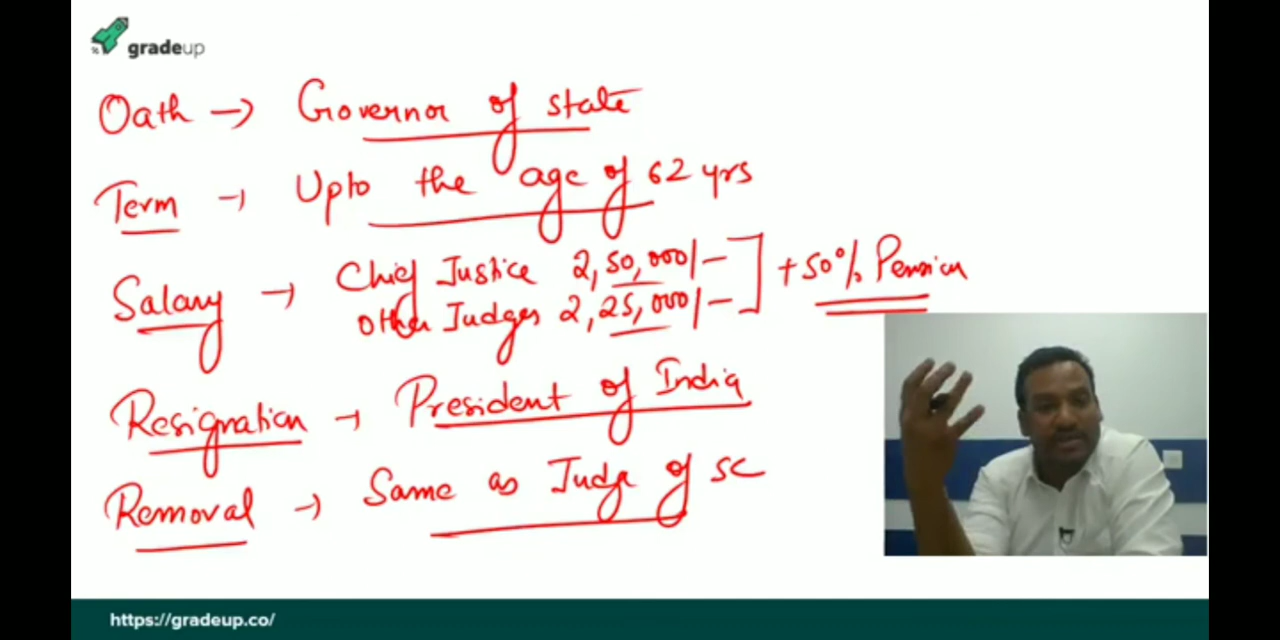 gradeup
Oath → Governor of state
Term → Upto the age of 62 yrs
Salary → Chief Justice 2,50,000/- ] +50% Pension
Other Judges 2,25,000/-
Resignation → President of India
Removal → Same as Judge of SC
https://gradeup.co/